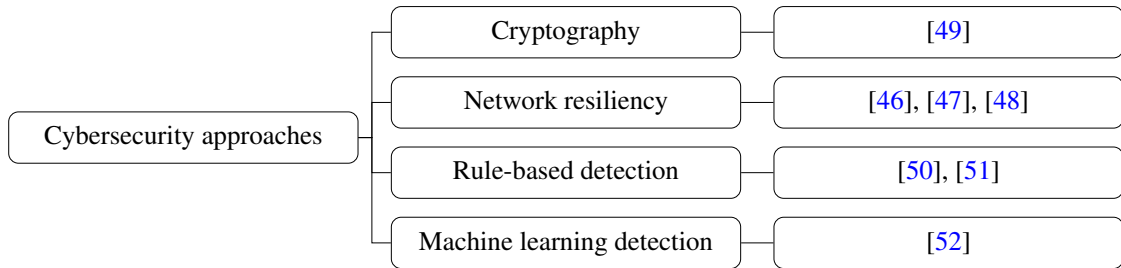 Cybersecurity approaches
Cryptography
[49]
Network resiliency
[46], [47], [48]
Rule-based detection
[50], [51]
Machine learning detection
[52]